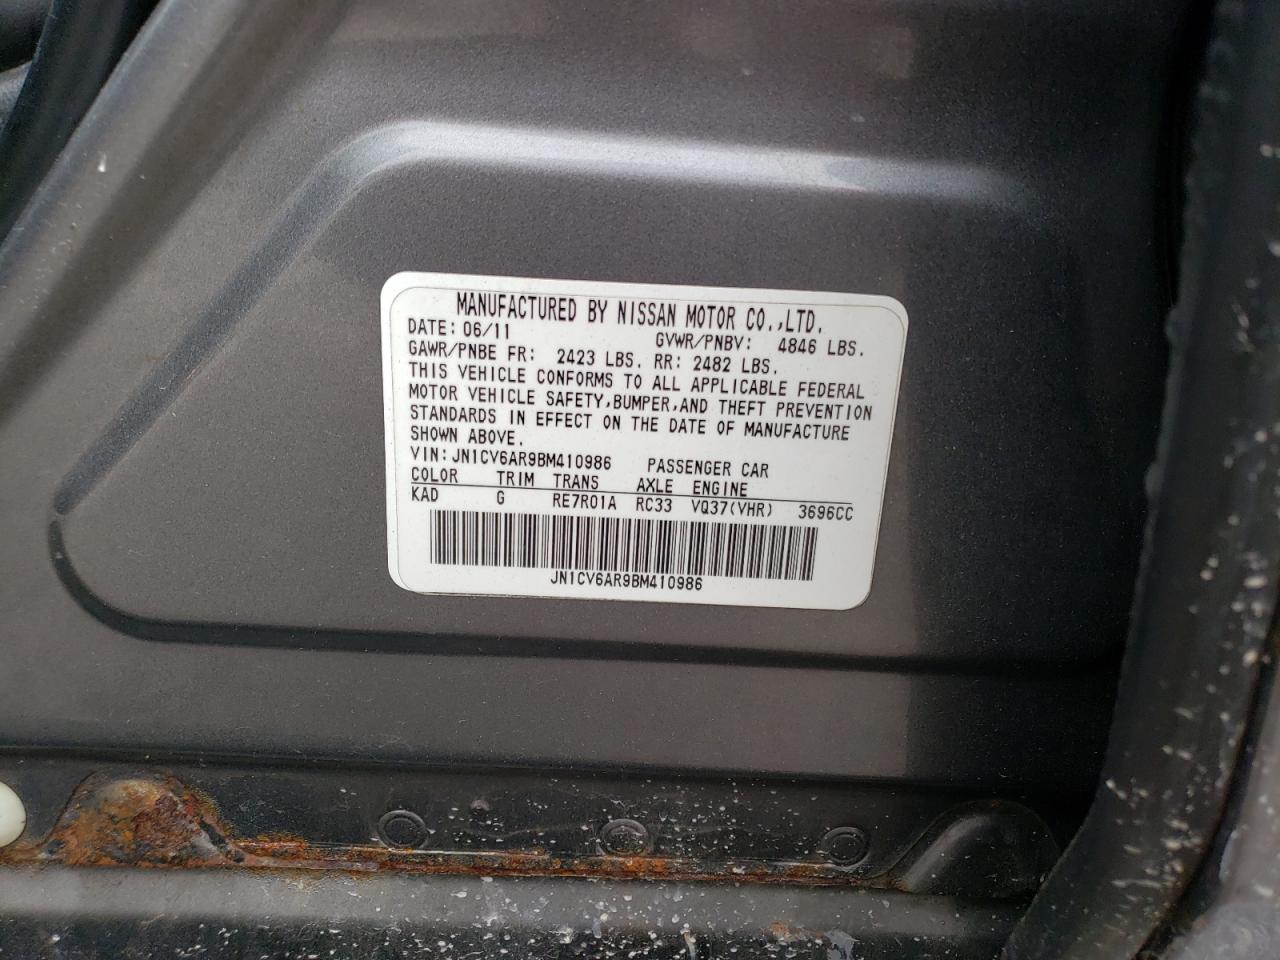 MANUFACTURED BY NISSAN MOTOR CO.,LTD.
DATE: 06/11 GVWR/PNBV: 4846 LBS.
GAWR/PNBE FR: 2423 LBS. RR: 2482 LBS.
THIS VEHICLE CONFORMS TO ALL APPLICABLE FEDERAL
MOTOR VEHICLE SAFETY,BUMPER,AND THEFT PREVENTION
STANDARDS IN EFFECT ON THE DATE OF MANUFACTURE
SHOWN ABOVE.
VIN:JN1CV6AR9BM410986 PASSENGER CAR
COLOR TRIM TRANS AXLE ENGINE
KAD G RE7R01A RC33 VQ37(VHR) 3696CC
JN1CV6AR9BM410986